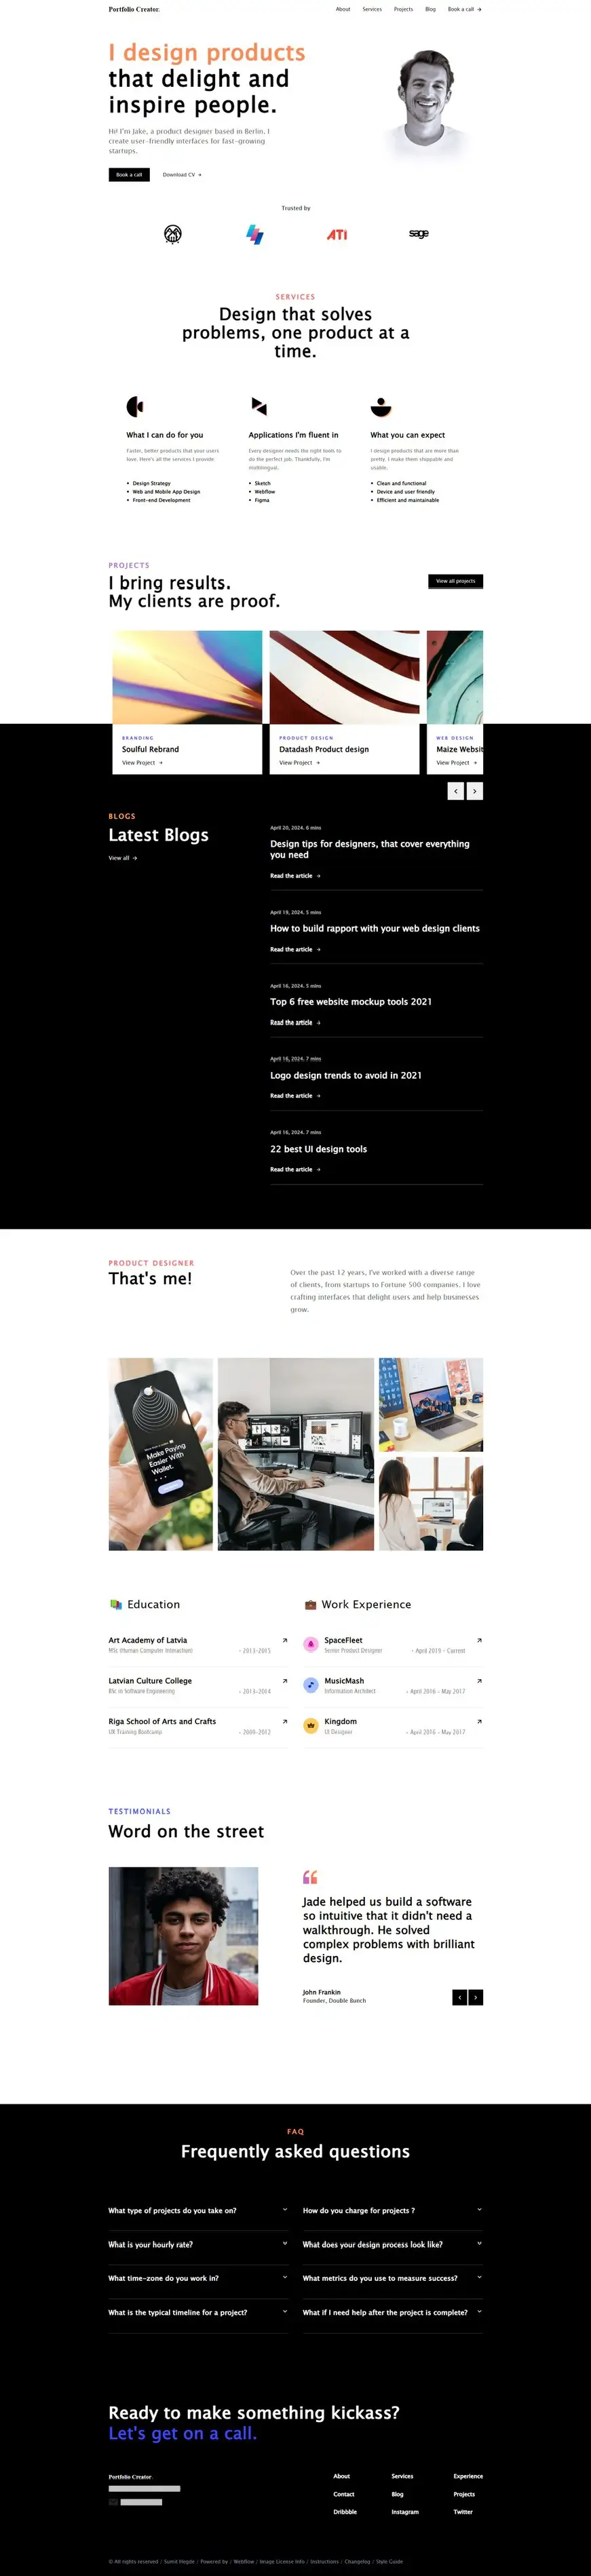 Portfolio Creator.
About
Services
Projects
Blog
Book a call
I design products
that delight and
inspire people.
Hi! I'm Jake, a product designer based in Berlin. I
create user-friendly interfaces for fast-growing
startups.
Book a call
Download CV
Trusted by
ATI
sage
SERVICES
Design that solves
problems, one product at a
time.
What I can do for you
Faster, better products that your users
love. Here's all the services I provide
Design Strategy
Web and Mobile App Design
Front-end Development
Applications I'm fluent in
Every designer needs the right tools to
do the perfect job. Thankfully, I'm
multilingual.
Sketch
Webflow
Figma
What you can expect
I design products that are more than
pretty. I make them shippable and
usable.
Clean and functional
Device and user friendly
Efficient and maintainable
PROJECTS
I bring results.
My clients are proof.
View all projects
BRANDING
Soulful Rebrand
View Project
PRODUCT DESIGN
Datadash Product design
View Project
WEB DESIGN
Maize Websit
View Project
BLOGS
Latest Blogs
View all
April 20, 2024. 6 mins
Design tips for designers, that cover everything
you need
Read the article
April 19, 2024. 5 mins
How to build rapport with your web design clients
Read the article
April 16, 2024. 5 mins
Top 6 free website mockup tools 2021
Read the article
April 16, 2024. 7 mins
Logo design trends to avoid in 2021
Read the article
April 16, 2024. 7 mins
22 best UI design tools
Read the article
PRODUCT DESIGNER
That's me!
Over the past 12 years, I've worked with a diverse range
of clients, from startups to Fortune 500 companies. I love
crafting interfaces that delight users and help businesses
grow.
Make Paying
Easier With
Wallet.
Education
Art Academy of Latvia
MSc (Human Computer Interaction)
- 2013-2015
Latvian Culture College
BSc in Software Engineering
- 2013-2014
Riga School of Arts and Crafts
UX Training Bootcamp
- 2009-2012
Work Experience
SpaceFleet
Senior Product Designer
- April 2019 - Current
MusicMash
Information Architect
- April 2016 - May 2017
Kingdom
UI Designer
- April 2016 - May 2017
TESTIMONIALS
Word on the street
Jade helped us build a software
so intuitive that it didn't need a
walkthrough. He solved
complex problems with brilliant
design.
John Frankin
Founder, Double Bunch
FAQ
Frequently asked questions
What type of projects do you take on?
How do you charge for projects ?
What is your hourly rate?
What does your design process look like?
What time-zone do you work in?
What metrics do you use to measure success?
What is the typical timeline for a project?
What if I need help after the project is complete?
Ready to make something kickass?
Let's get on a call.
Portfolio Creator.
About
Services
Experience
Contact
Blog
Projects
Dribbble
Instagram
Twitter
© All rights reserved / Sumit Hegde / Powered by / Webflow / Image License Info / Instructions / Changelog / Style Guide